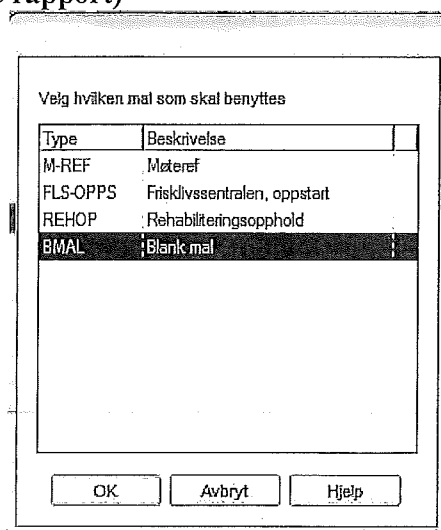 rapport)
Velg hvilken mal som skal benyttes
Type Beskrivelse
M-REF Møteref
FLS-OPPS Frisklivssentralen, oppstart
REHOP Rehabiliteringsopphold
BMAL Blank mal
OK Avbryt Hjelp